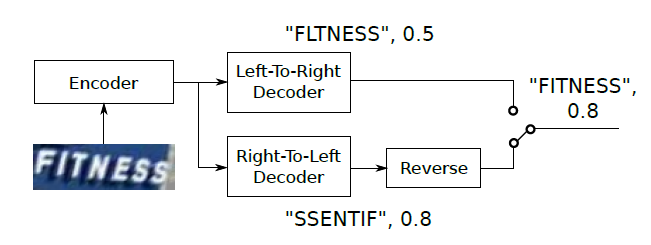 "FLTNESS", 0.5
Encoder
Left-To-Right
Decoder
"FITNESS",
0.8
FITNESS
Right-To-Left
Decoder
Reverse
"SSENTIF", 0.8